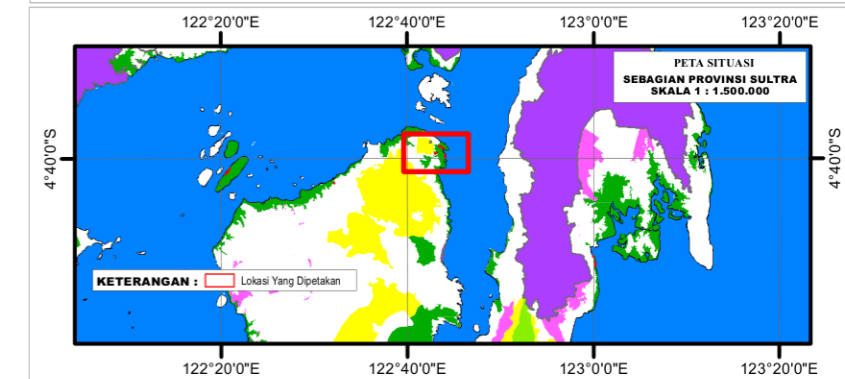 122°20'0"E 122°40'0"E 123°0'0"E 123°20'0"E
PETA SITUASI
SEBAGIAN PROVINSI SULTRA
SKALA 1 : 1.500.000
4°40'0"S 4°40'0"S
KETERANGAN : Lokasi Yang Dipetakan
122°20'0"E 122°40'0"E 123°0'0"E 123°20'0"E